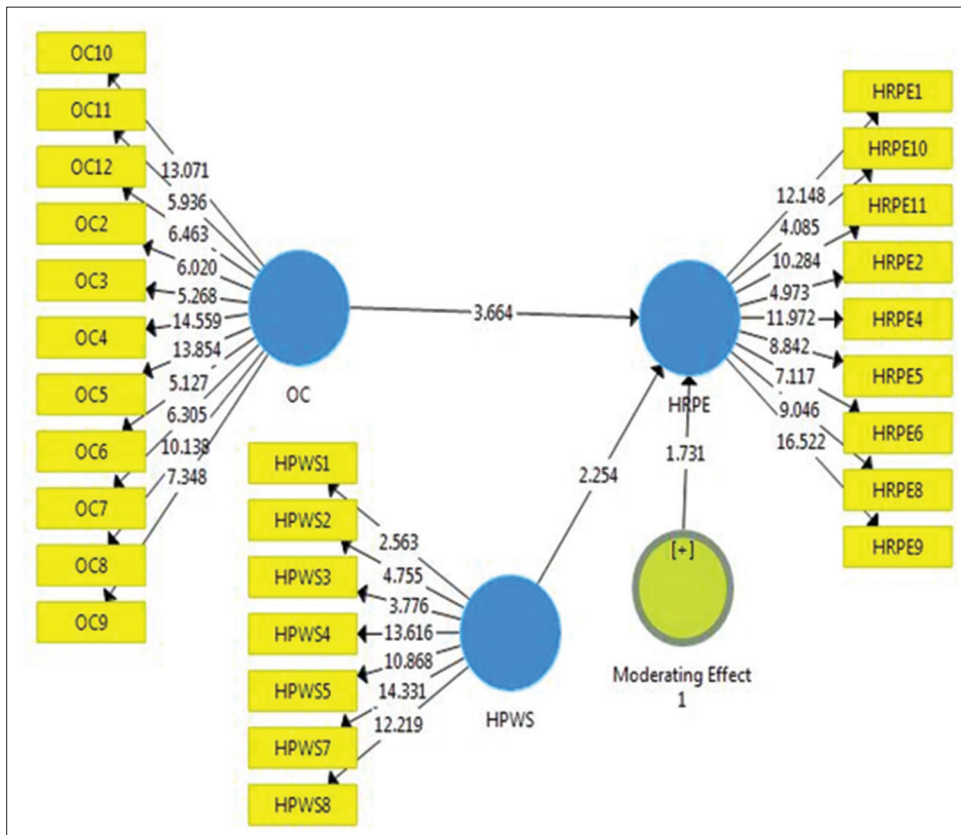 OC10
OC11
OC12
OC2
OC3
OC4
OC5
OC6
OC7
OC8
OC9
13.071
5.936
6.463
6.020
5.268
14.559
13.854
5.127
6.305
10.138
7.348
OC
3.664
HPWS1
HPWS2
HPWS3
HPWS4
HPWS5
HPWS7
HPWS8
2.563
4.755
3.776
13.616
10.868
14.331
12.219
HPWS
2.254
1.731
[+]
Moderating Effect
1
HRPE
12.148
4.085
10.284
4.973
11.972
8.842
7.117
9.046
16.522
HRPE1
HRPE10
HRPE11
HRPE2
HRPE4
HRPE5
HRPE6
HRPE8
HRPE9